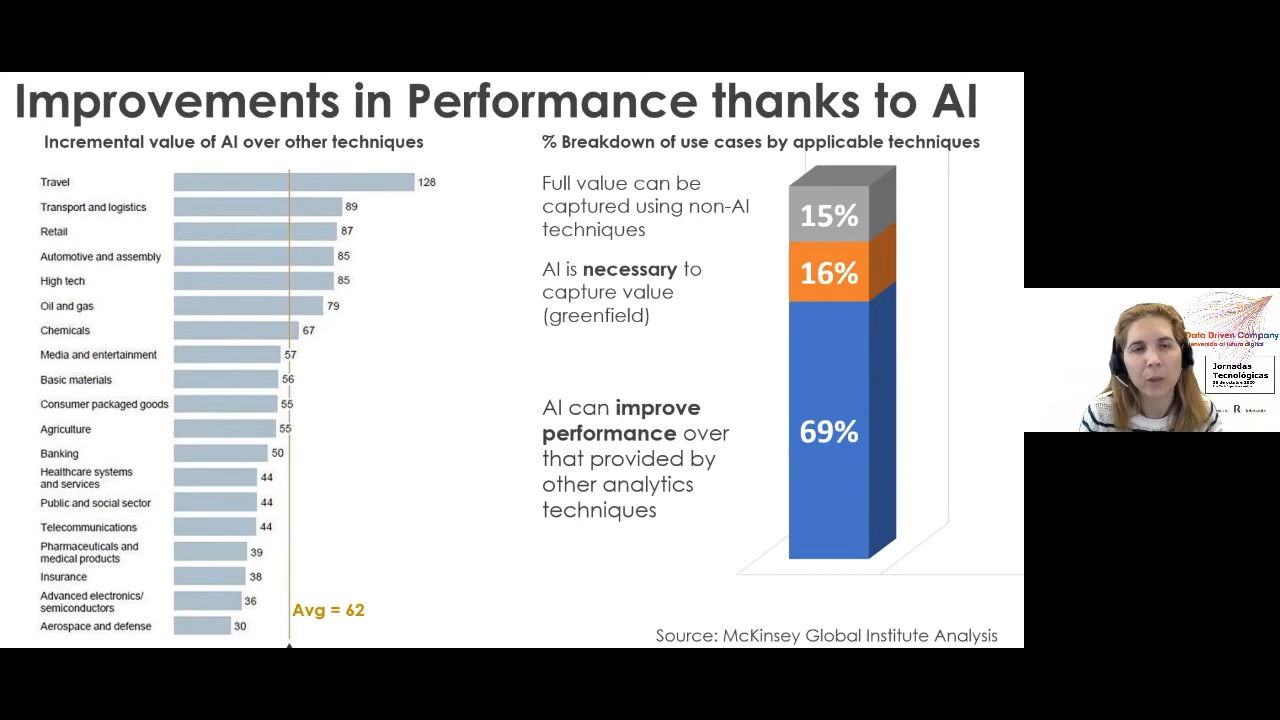 Improvements in Performance thanks to AI
Incremental value of AI over other techniques
Travel 128
Transport and logistics 89
Retail 87
Automotive and assembly 85
High tech 85
Oil and gas 79
Chemicals 67
Media and entertainment 57
Basic materials 56
Consumer packaged goods 55
Agriculture 55
Banking 50
Healthcare systems
and services 44
Public and social sector 44
Telecommunications 44
Pharmaceuticals and
medical products 39
Insurance 38
Advanced electronics/
semiconductors 36
Aerospace and defense 30
Avg = 62
% Breakdown of use cases by applicable techniques
Full value can be
captured using non-AI
techniques
15%
AI is necessary to
capture value
(greenfield)
16%
AI can improve
performance over
that provided by
other analytics
techniques
69%
Source: McKinsey Global Institute Analysis
Data Driven Company
al futuro digital
Jornadas
Tecnológicas